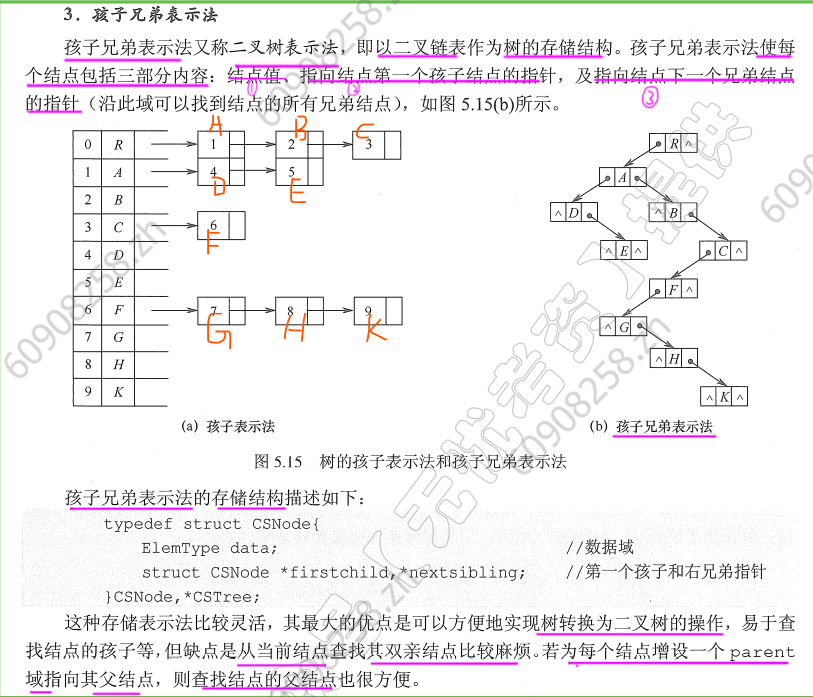 3．孩子兄弟表示法
孩子兄弟表示法又称二叉树表示法，即以二叉链表作为树的存储结构。孩子兄弟表示法使每
个结点包括三部分内容：结点值、指向结点第一个孩子结点的指针，及指向结点下一个兄弟结点
① ② ③
的指针（沿此域可以找到结点的所有兄弟结点），如图 5.15(b)所示。
A B C
0 R 1 2 3
1 A 4 5
D E
2 B
3 C 6
F
4 D
5 E
6 F 7 8 9
G H K
7 G
8 H
9 K
R ^
A
^ D ^ B
^ E ^ C ^
F ^
^ G
^ H
^ K ^
(a) 孩子表示法 (b) 孩子兄弟表示法
图 5.15 树的孩子表示法和孩子兄弟表示法
孩子兄弟表示法的存储结构描述如下：
typedef struct CSNode{
ElemType data; //数据域
struct CSNode *firstchild,*nextsibling; //第一个孩子和右兄弟指针
}CSNode,*CSTree;
这种存储表示法比较灵活，其最大的优点是可以方便地实现树转换为二叉树的操作，易于查
找结点的孩子等，但缺点是从当前结点查找其双亲结点比较麻烦。若为每个结点增设一个 parent
域指向其父结点，则查找结点的父结点也很方便。
60908258.zh
60908258.zh
60908258.zh
【无忧考资】提供